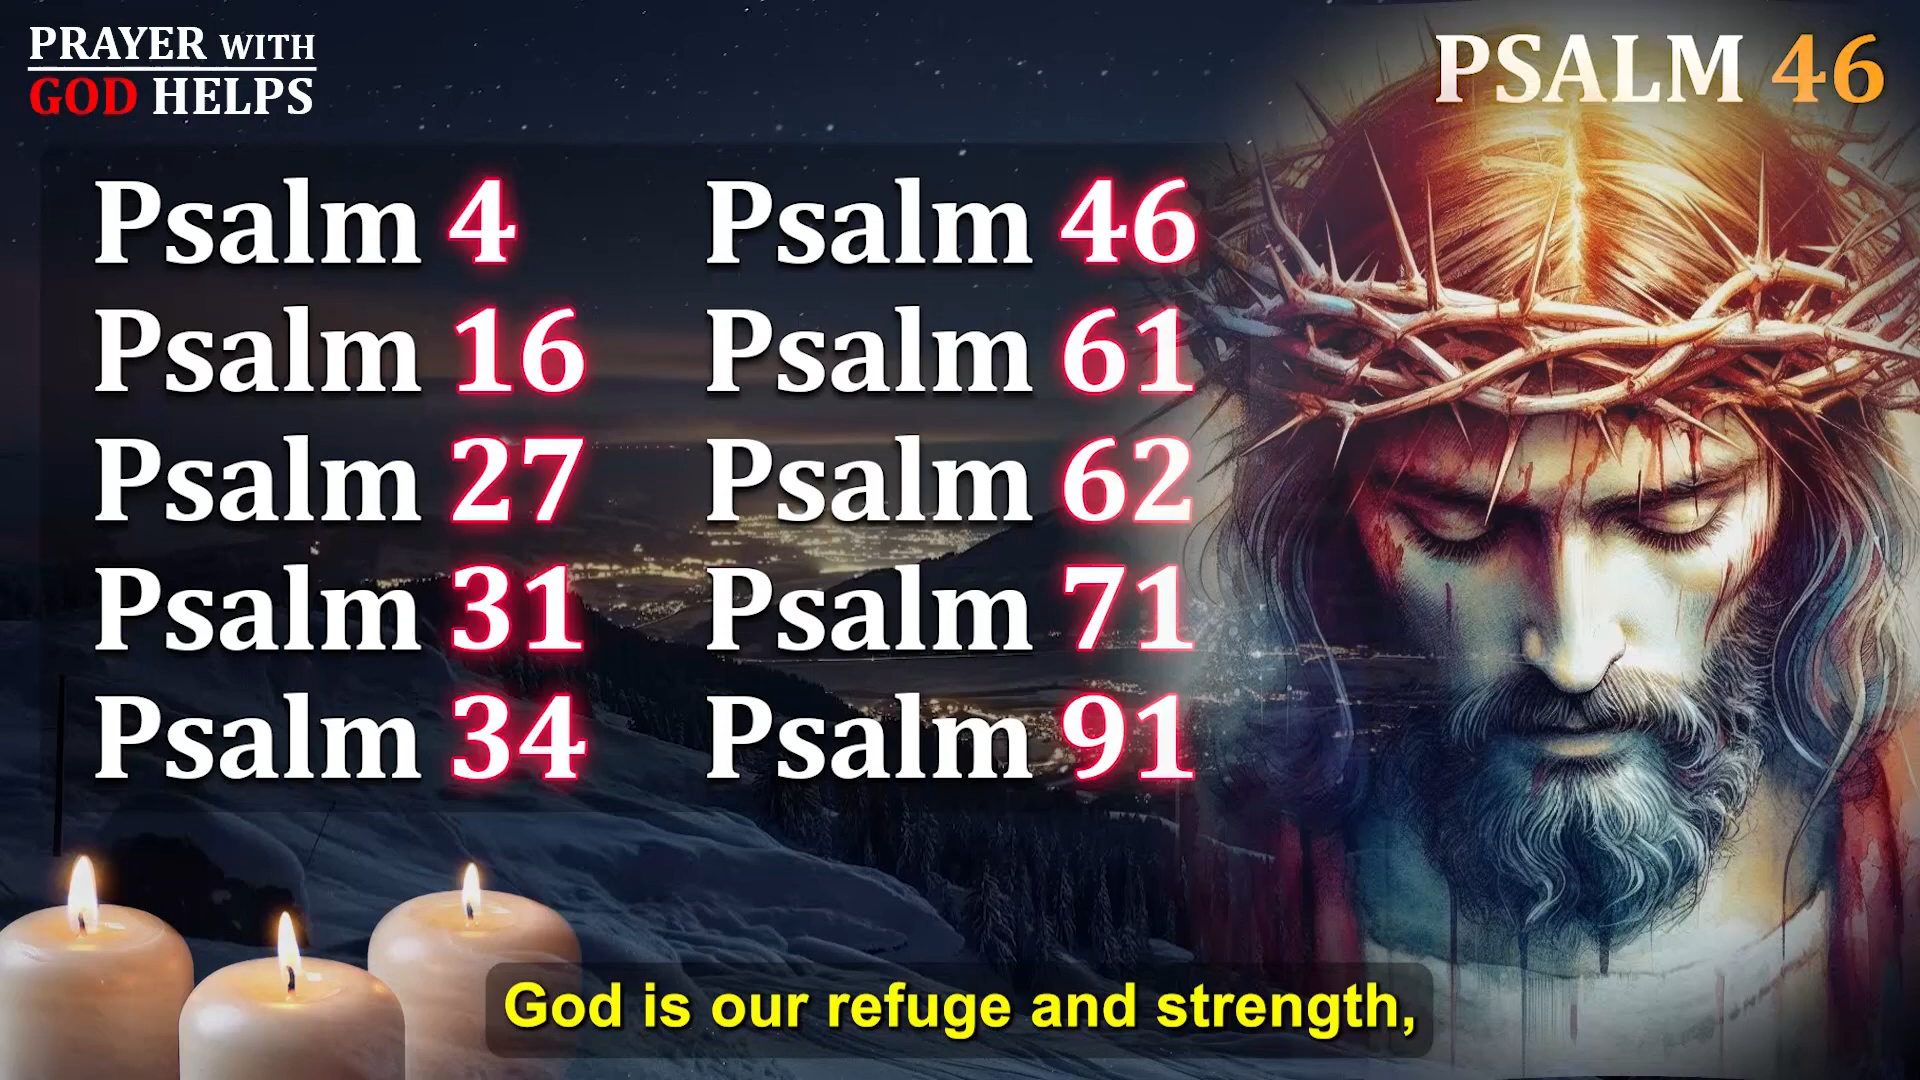 PRAYER WITH
GOD HELPS
PSALM 46
Psalm 4
Psalm 16
Psalm 27
Psalm 31
Psalm 34
Psalm 46
Psalm 61
Psalm 62
Psalm 71
Psalm 91
God is our refuge and strength,